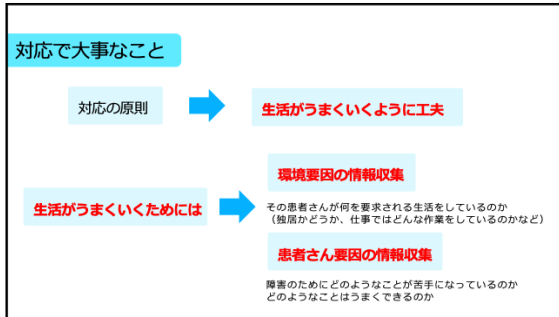 対応で大事なこと
対応の原則
生活がうまくいくように工夫
環境要因の情報収集
生活がうまくいくためには
その患者さんが何を要求される生活をしているのか
(独居かどうか、仕事ではどんな作業をしているのかなど)
患者さん要因の情報収集
障害のためにどのようなことが苦手になっているのか
どのようなことはうまくできるのか